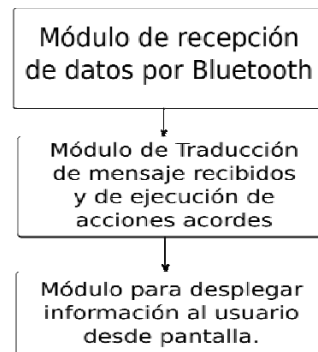 Módulo de recepción
de datos por Bluetooth
Módulo de Traducción
de mensaje recibidos
y de ejecución de
acciones acordes
Módulo para desplegar
información al usuario
desde pantalla.